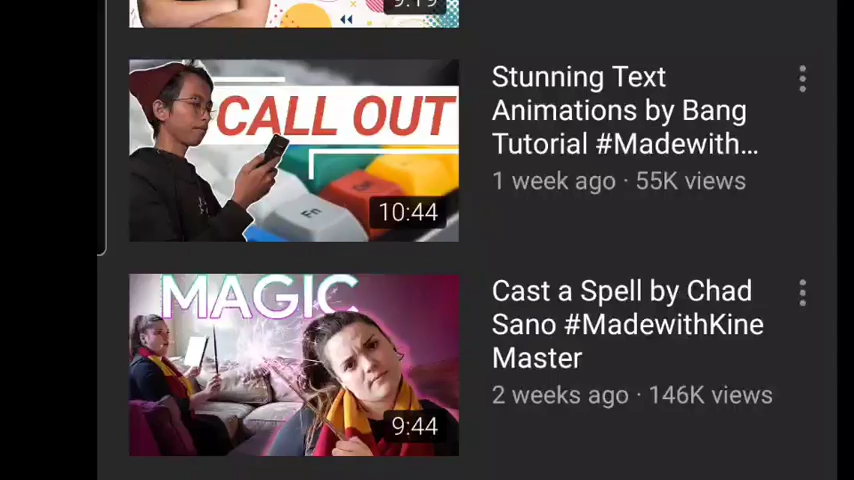 9:19
CALL OUT
Fn
10:44
Stunning Text
Animations by Bang
Tutorial #Madewith...
1 week ago · 55K views
MAGIC
9:44
Cast a Spell by Chad
Sano #MadewithKine
Master
2 weeks ago · 146K views